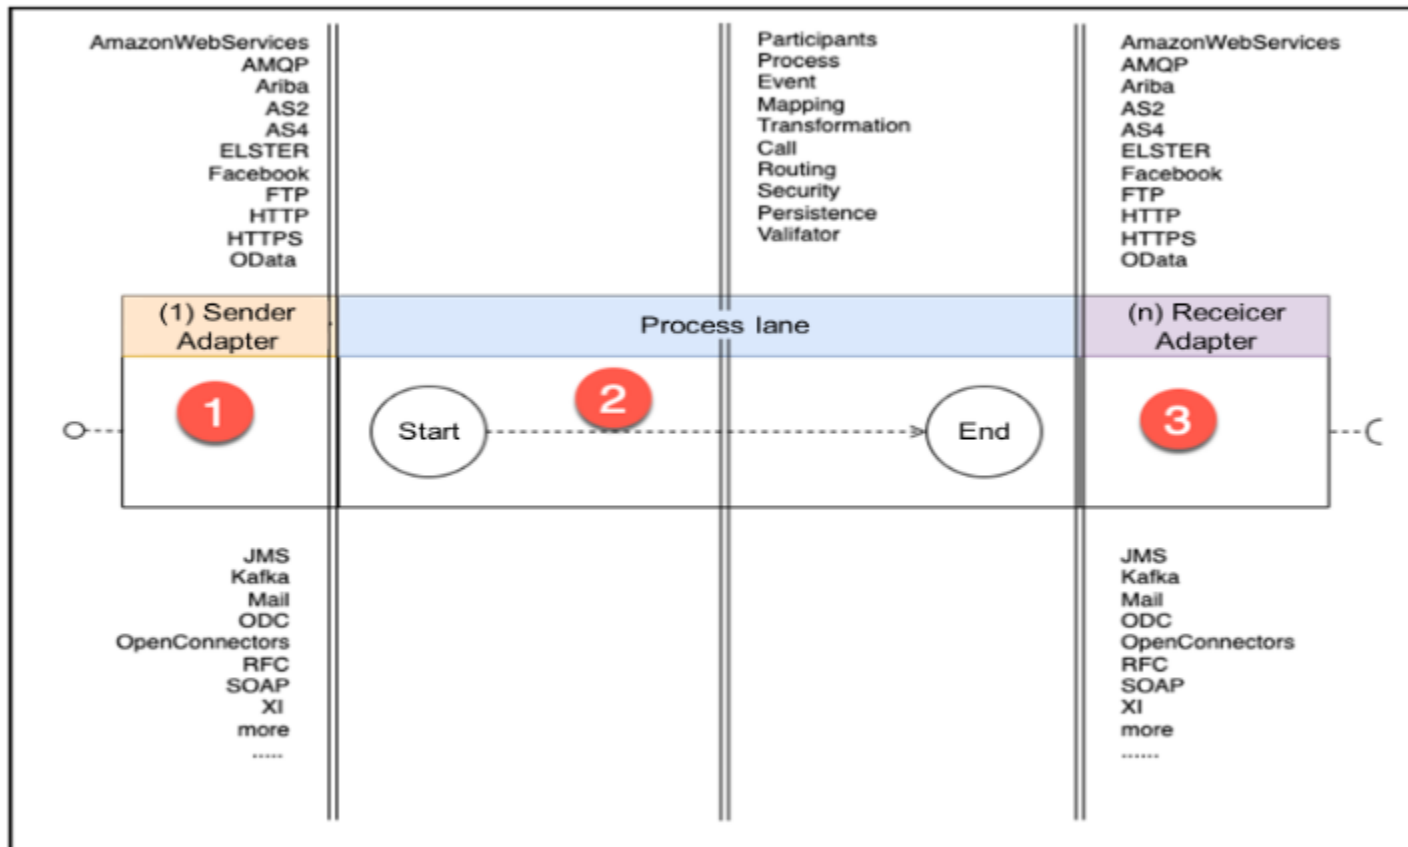 AmazonWebServices
AMQP
Ariba
AS2
AS4
ELSTER
Facebook
FTP
HTTP
HTTPS
OData
Participants
Process
Event
Mapping
Transformation
Call
Routing
Security
Persistence
Valifator
AmazonWebServices
AMQP
Ariba
AS2
AS4
ELSTER
Facebook
FTP
HTTP
HTTPS
OData
(1) Sender
Adapter
Process lane
(n) Receicer
Adapter
1
Start
2
End
3
JMS
Kafka
Mail
ODC
OpenConnectors
RFC
SOAP
XI
more
.....
JMS
Kafka
Mail
ODC
OpenConnectors
RFC
SOAP
XI
more
......